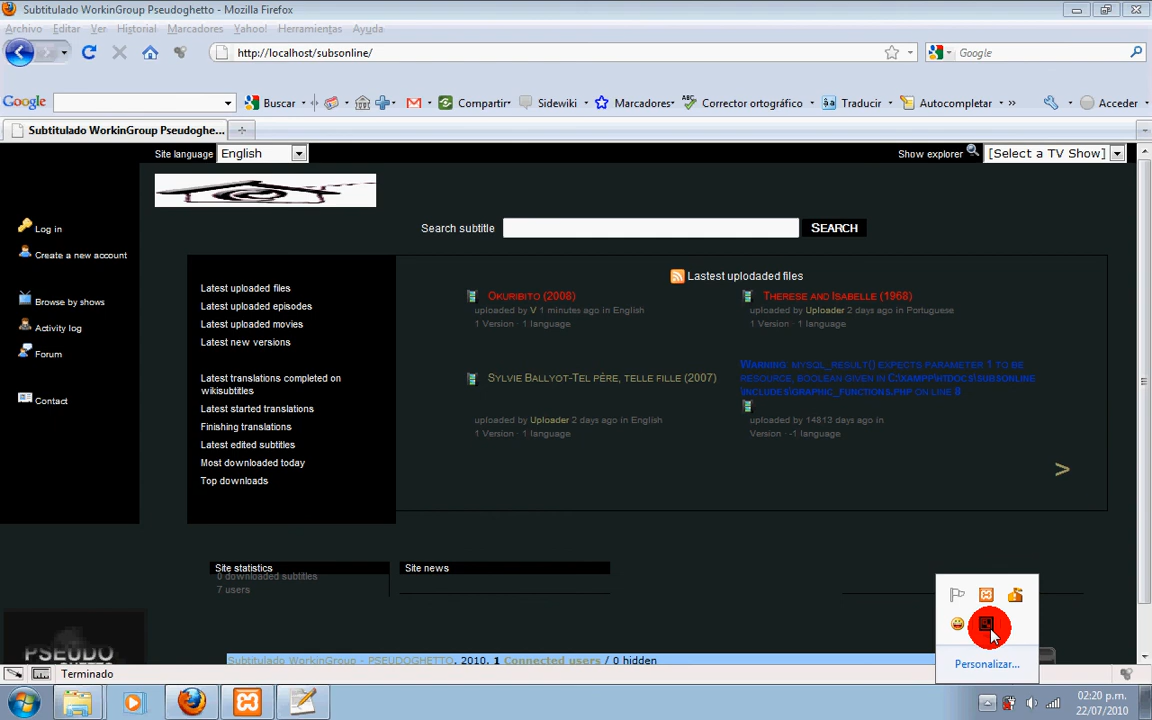 Subtitulado WorkingGroup Pseudoghetto - Mozilla Firefox
Archivo Editar Ver Historial Marcadores Yahoo! Herramientas Ayuda
http://localhost/subsonline/
Google
Google Buscar Compartir Sidewiki Marcadores ABC Corrector ortográfico Traducir Autocompletar » Acceder
Subtitulado WorkinGroup Pseudoghe...
Site language English
Show explorer [Select a TV Show]
Search subtitle SEARCH
Log in
Create a new account
Browse by shows
Activity log
Forum
Contact
Latest uploaded files
Latest uploaded episodes
Latest uploaded movies
Latest new versions
Latest translations completed on
wikisubtitles
Latest started translations
Finishing translations
Latest edited subtitles
Most downloaded today
Top downloads
Lastest uplodaded files
OKURIBITO (2008)
uploaded by V 1 minutes ago in English
1 Version · 1 language
THERESE AND ISABELLE (1968)
uploaded by Uploader 2 days ago in Portuguese
1 Version · 1 language
SYLVIE BALLYOT-TEL PÉRE, TELLE FILLE (2007)
uploaded by Uploader 2 days ago in English
1 Version · 1 language
WARNING: MYSQL_RESULT() EXPECTS PARAMETER 1 TO BE
RESOURCE, BOOLEAN GIVEN IN C:\XAMPP\HTDOCS\SUBSONLINE
\INCLUDES\GRAPHIC_FUNCTIONS.PHP ON LINE 8
uploaded by 14813 days ago in
Version · -1 language
>
Site statistics
0 downloaded subtitles
7 users
Site news
PSEUDO
Subtitulado WorkinGroup - PSEUDOGHETTO, 2010. 1 Connected users / 0 hidden
Personalizar...
Terminado
02:20 p.m.
22/07/2010